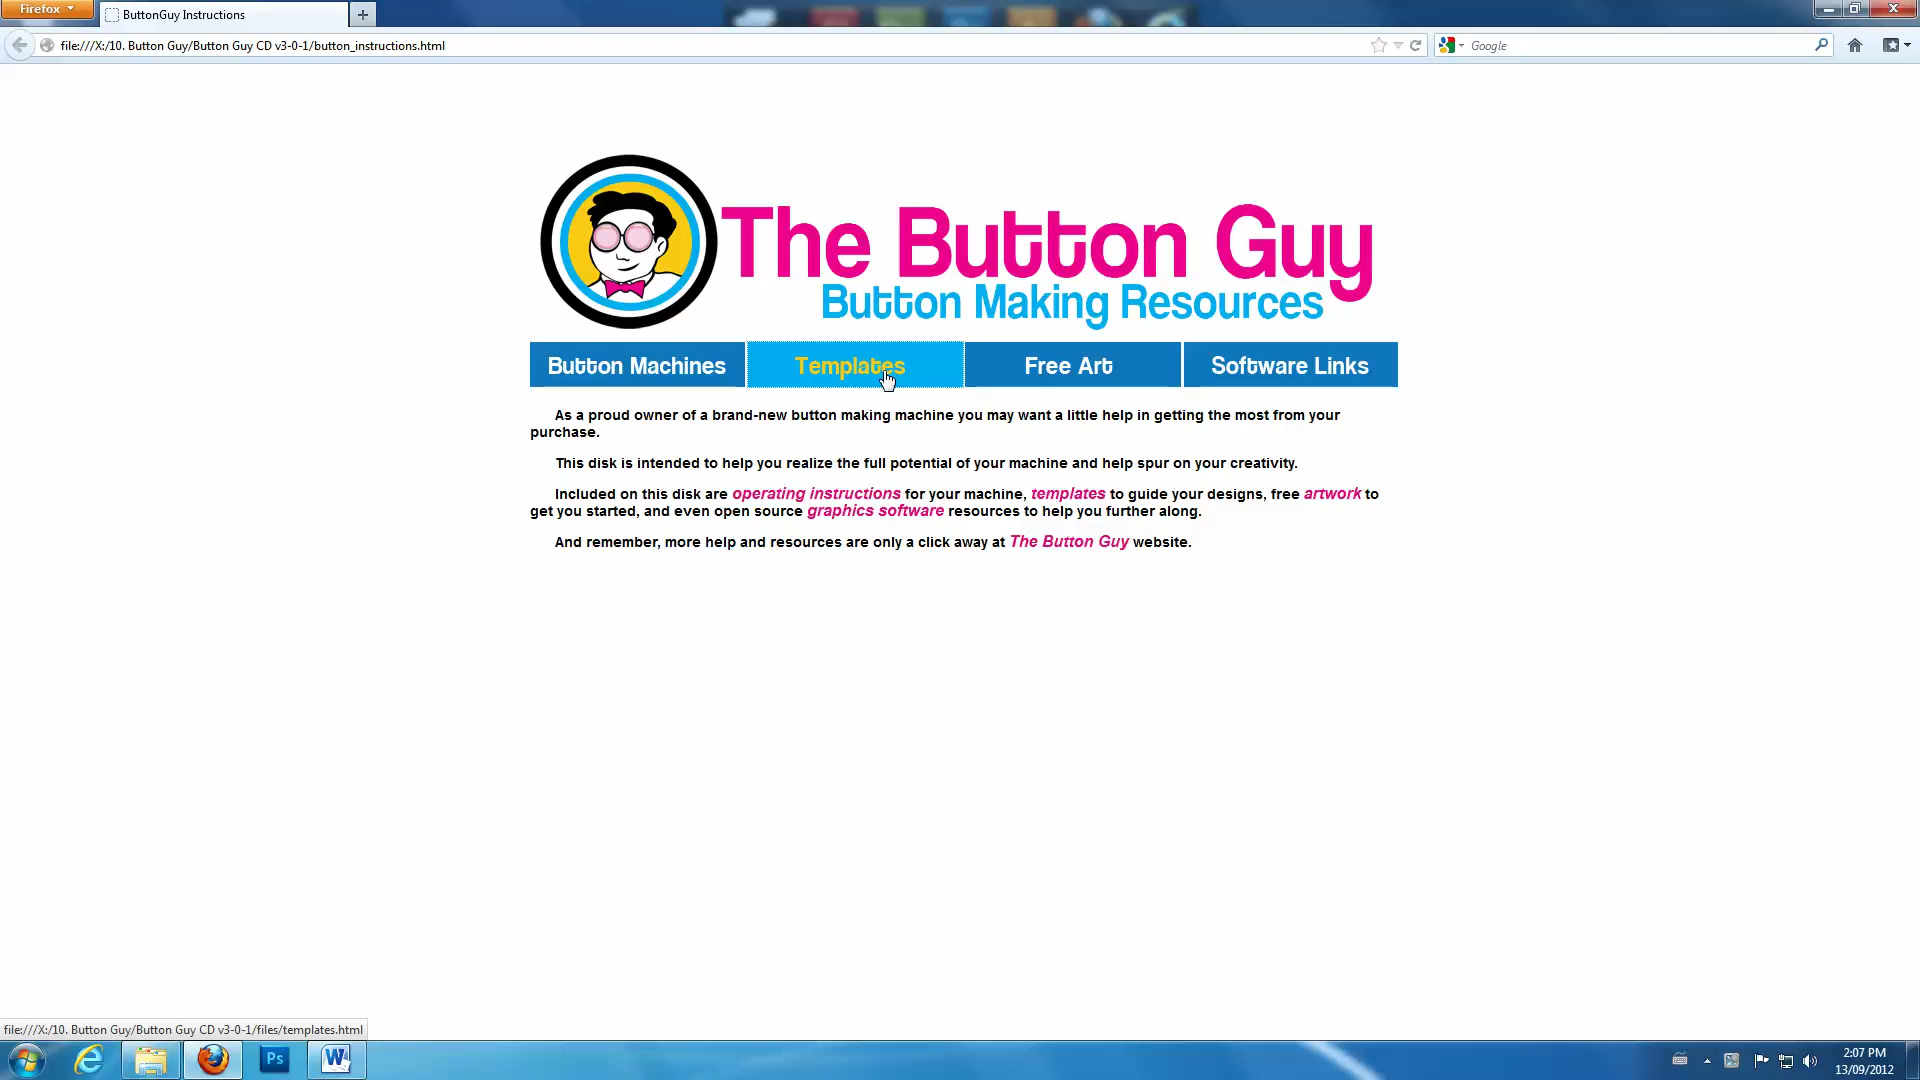 Firefox
ButtonGuy Instructions
file:///X:/10. Button Guy/Button Guy CD v3-0-1/button_instructions.html
Google
The Button Guy
Button Making Resources
Button Machines
Templates
Free Art
Software Links
As a proud owner of a brand-new button making machine you may want a little help in getting the most from your
purchase.
This disk is intended to help you realize the full potential of your machine and help spur on your creativity.
Included on this disk are operating instructions for your machine, templates to guide your designs, free artwork to
get you started, and even open source graphics software resources to help you further along.
And remember, more help and resources are only a click away at The Button Guy website.
file:///X:/10. Button Guy/Button Guy CD v3-0-1/files/templates.html
Ps
W
2:07 PM
13/09/2012